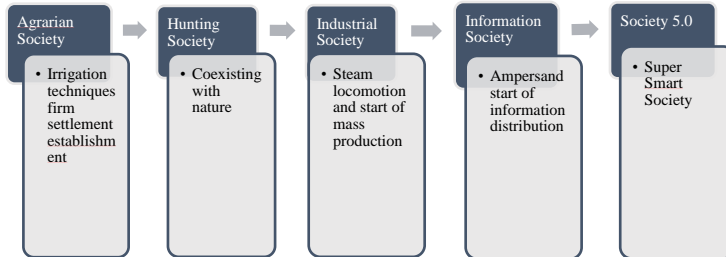 Agrarian
Society
• Irrigation
techniques
firm
settlement
establishm
ent
Hunting
Society
• Coexisting
with
nature
Industrial
Society
• Steam
locomotion
and start of
mass
production
Information
Society
• Ampersand
start of
information
distribution
Society 5.0
• Super
Smart
Society